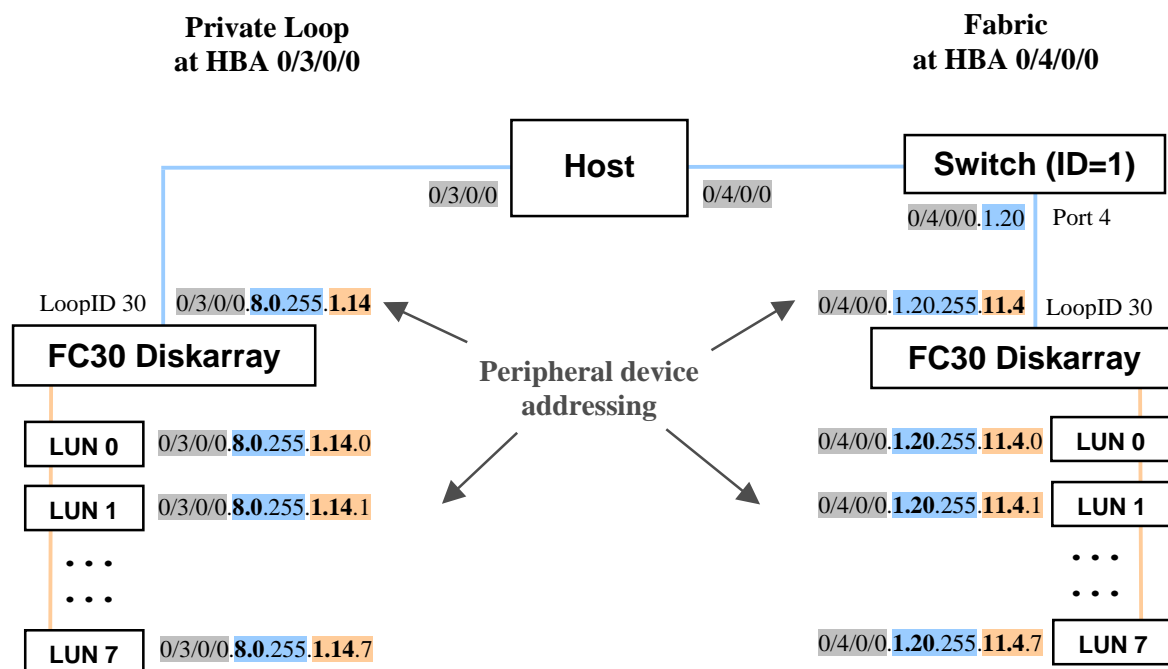 Private Loop
at HBA 0/3/0/0
Fabric
at HBA 0/4/0/0
Host
Switch (ID=1)
0/3/0/0
0/4/0/0
0/4/0/0.1.20
Port 4
LoopID 30
0/3/0/0.8.0.255.1.14
0/4/0/0.1.20.255.11.4
LoopID 30
FC30 Diskarray
FC30 Diskarray
Peripheral device
addressing
LUN 0
0/3/0/0.8.0.255.1.14.0
0/4/0/0.1.20.255.11.4.0
LUN 0
LUN 1
0/3/0/0.8.0.255.1.14.1
0/4/0/0.1.20.255.11.4.1
LUN 1
. . .
. . .
. . .
. . .
LUN 7
0/3/0/0.8.0.255.1.14.7
0/4/0/0.1.20.255.11.4.7
LUN 7